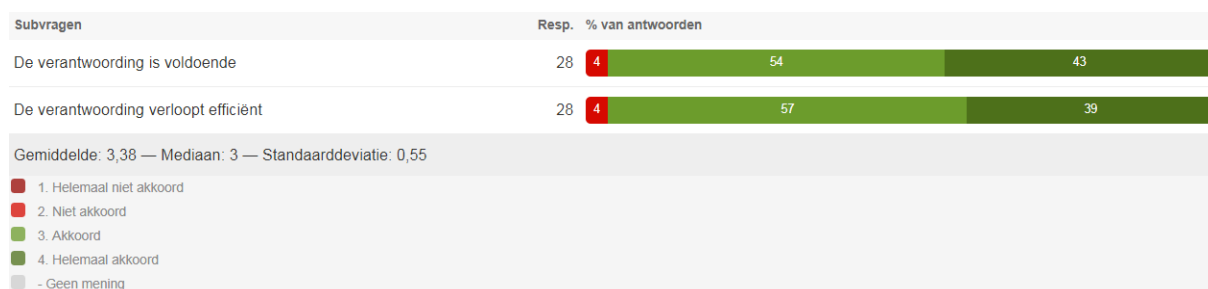 Subvragen Resp. % van antwoorden
De verantwoording is voldoende 28 4 54 43
De verantwoording verloopt efficiënt 28 4 57 39
Gemiddelde: 3,38 — Mediaan: 3 — Standaarddeviatie: 0,55
1. Helemaal niet akkoord
2. Niet akkoord
3. Akkoord
4. Helemaal akkoord
- Geen mening